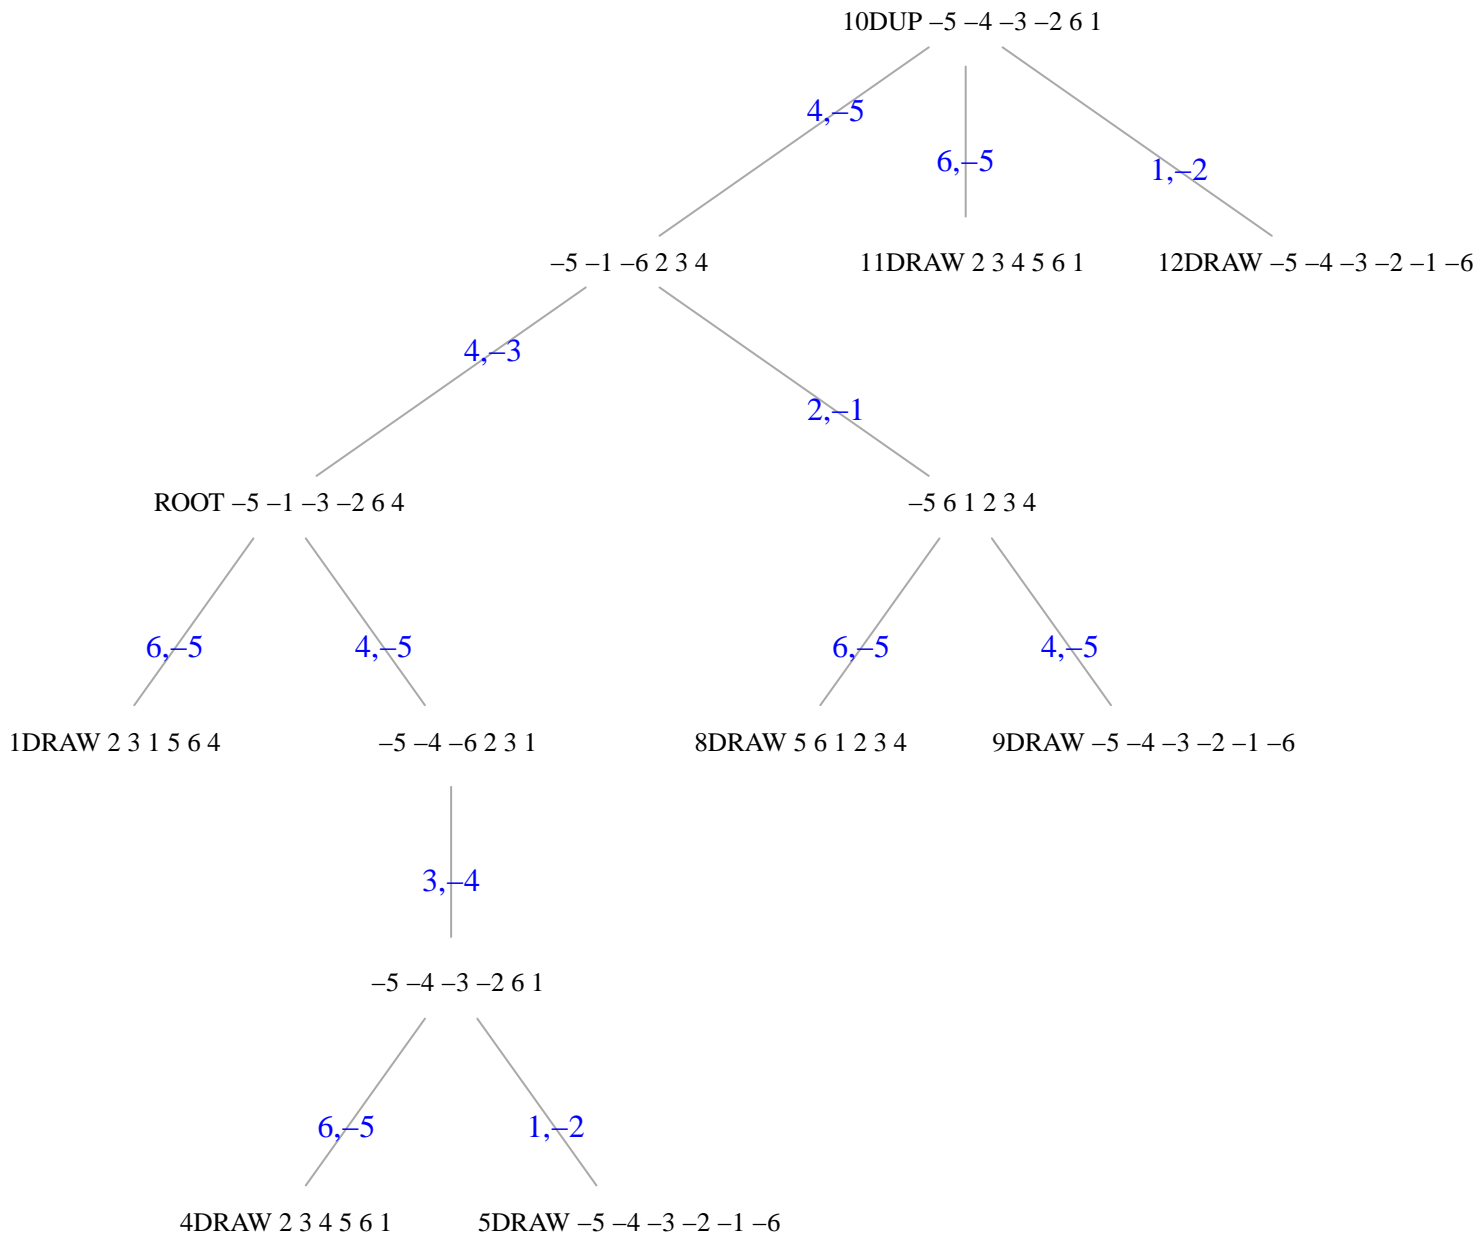 10DUP –5 –4 –3 –2 6 1
4,–5
6,–5
1,–2
–5 –1 –6 2 3 4
11DRAW 2 3 4 5 6 1
12DRAW –5 –4 –3 –2 –1 –6
4,–3
2,–1
ROOT –5 –1 –3 –2 6 4
–5 6 1 2 3 4
6,–5
4,–5
6,–5
4,–5
1DRAW 2 3 1 5 6 4
–5 –4 –6 2 3 1
8DRAW 5 6 1 2 3 4
9DRAW –5 –4 –3 –2 –1 –6
3,–4
–5 –4 –3 –2 6 1
6,–5
1,–2
4DRAW 2 3 4 5 6 1
5DRAW –5 –4 –3 –2 –1 –6